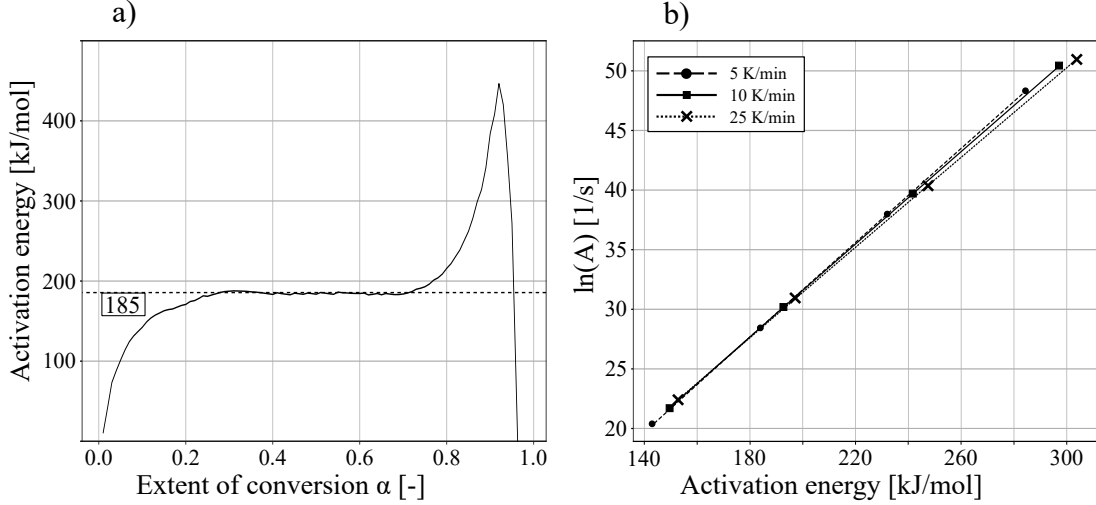 a)
Activation energy [kJ/mol]
400
300
200
100
185
0.0 0.2 0.4 0.6 0.8 1.0
Extent of conversion α [-]
b)
ln(A) [1/s]
50
40
30
25
20
5 K/min
10 K/min
25 K/min
140 180 220 260 300
Activation energy [kJ/mol]